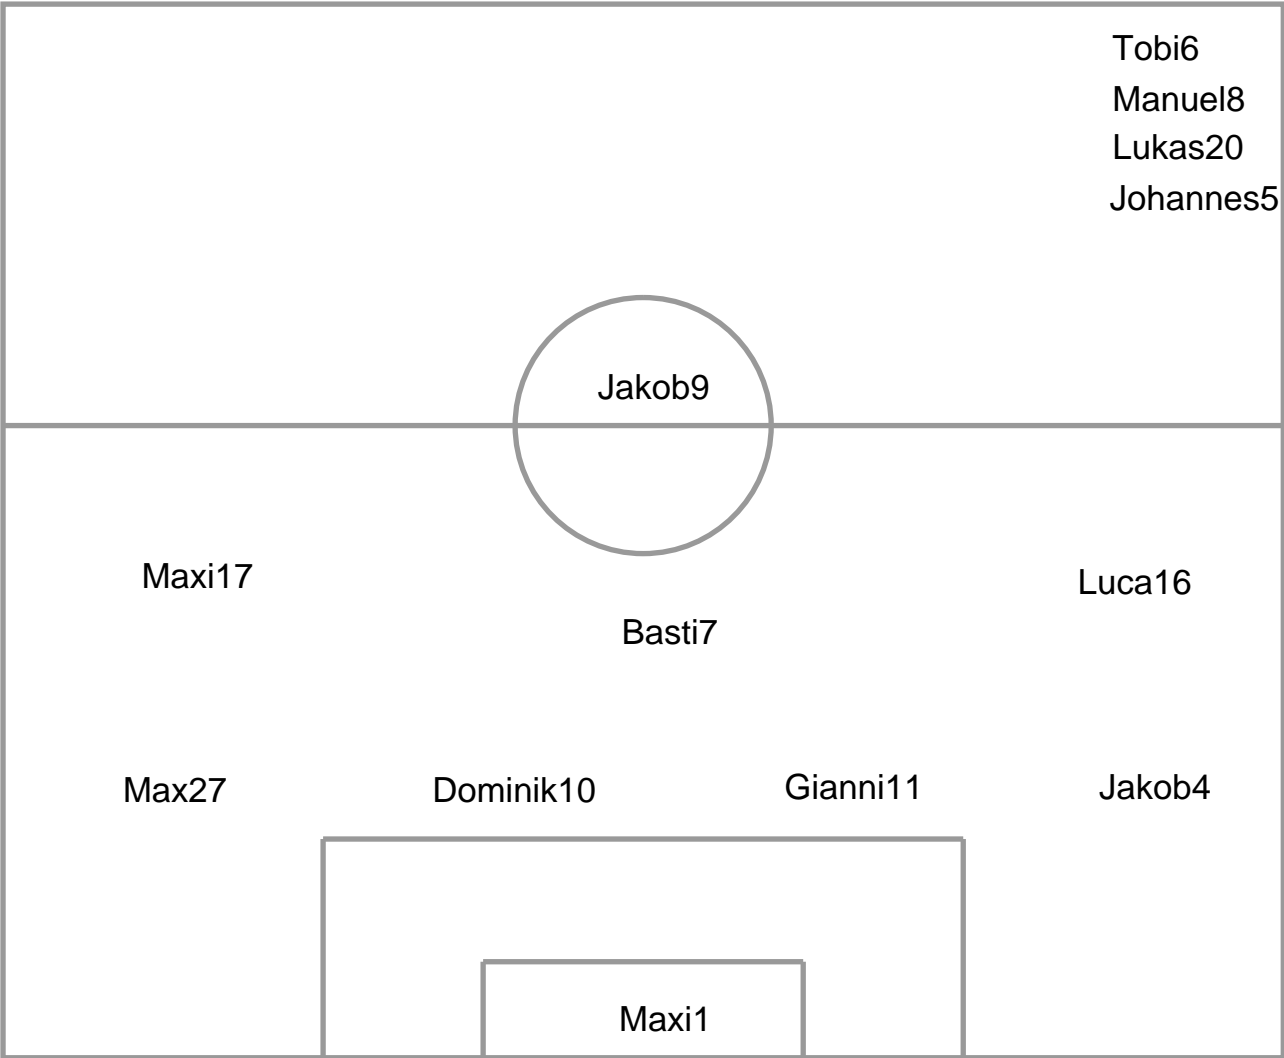 Tobi6
Manuel8
Lukas20
Johannes5
Jakob9
Maxi17
Luca16
Basti7
Max27
Dominik10
Gianni11
Jakob4
Maxi1